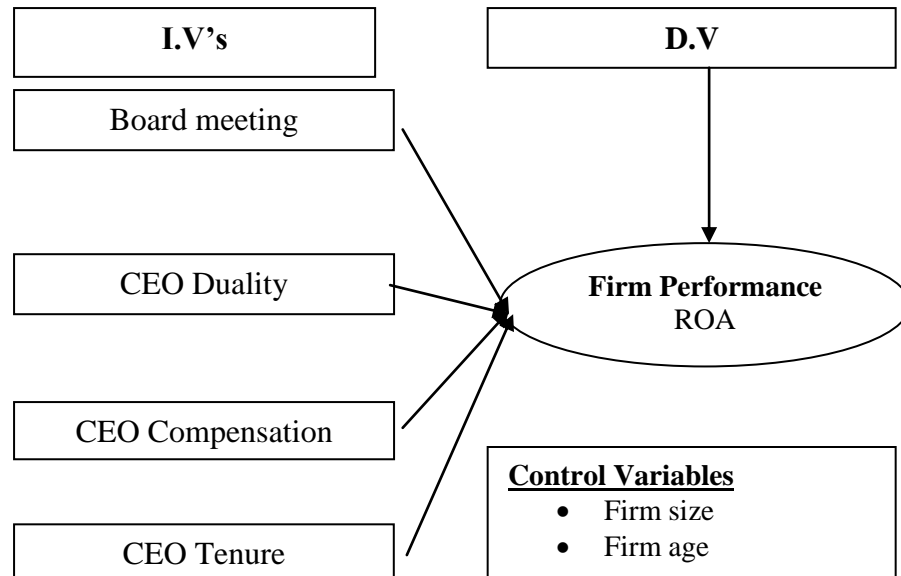 I.V’s
D.V
Board meeting
CEO Duality
Firm Performance
ROA
CEO Compensation
Control Variables
• Firm size
• Firm age
CEO Tenure